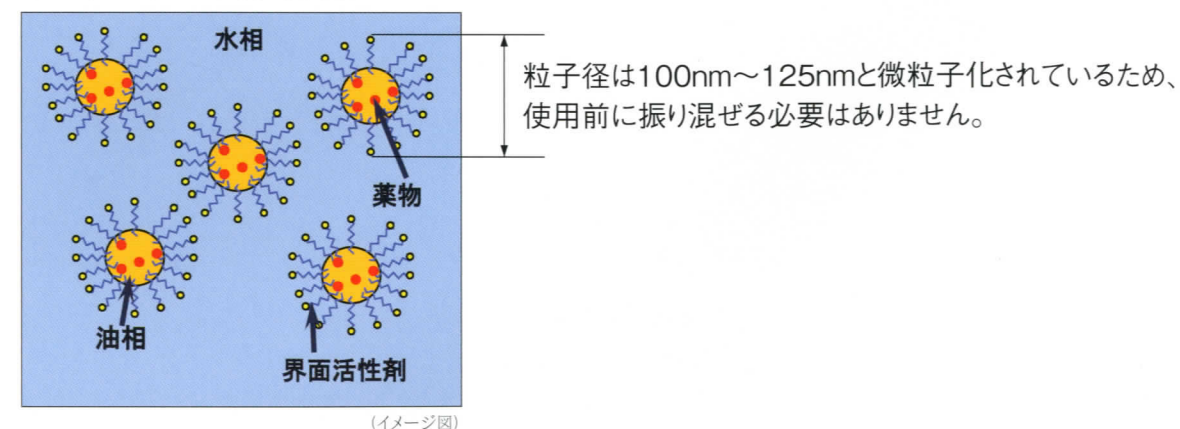 水相
粒子径は100nm～125nmと微粒子化されているため、
使用前に振り混ぜる必要はありません。
薬物
油相
界面活性剤
(イメージ図)